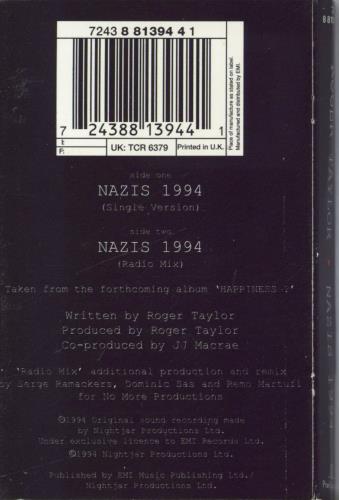 7243 8 81394 4 1
7 24388 13944 1
I:
F:
UK: TCR 6379
Printed in U.K.
Place of manufacture as stated on label.
Manufactured and distributed by EMI.
side one
NAZIS 1994
(Single Version)
side two
NAZIS 1994
(Radio Mix)
Taken from the forthcoming album 'HAPPINESS ?'
Written by Roger Taylor
Produced by Roger Taylor
Co-produced by JJ Macrae
'Radio Mix' additional production and remix
by Serge Ramackers, Dominic Sas and Remo Martufi
for No More Productions
℗1994 Original sound recording made
by Nightjar Productions Ltd.
Under exclusive licence to EMI Records Ltd.
©1994 Nightjar Productions Ltd.
Published by EMI Music Publishing Ltd/
Nightjar Productions Ltd.
ROGER TAYLOR • NAZIS 1994